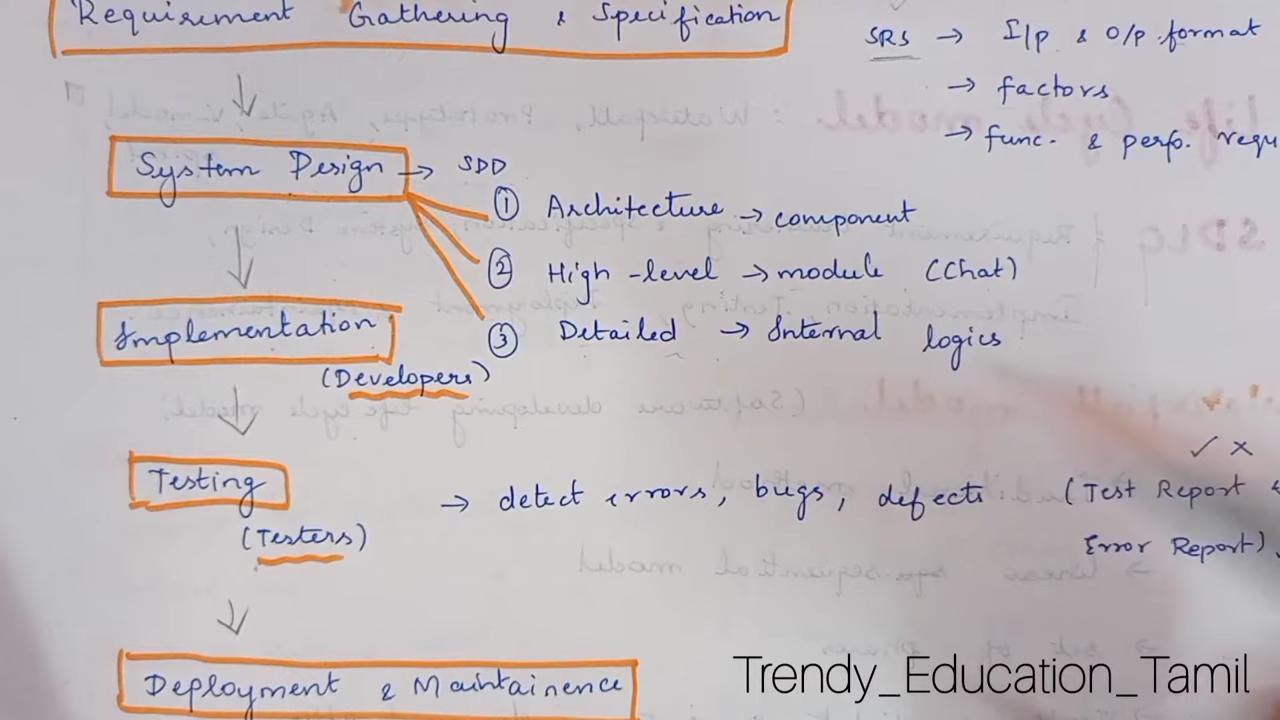 Requirement Gathering & Specification
SRS → I/p & O/p format
→ factors
→ func. & perfo. requ
System Design → SDD
① Architecture → component
② High-level → module (Chat)
③ Detailed → Internal logics
Implementation
(Developers)
Testing
(Testers)
✓ x
→ detect errors, bugs, defects (Test Report &
Error Report).
Deployment & Maintainence
Trendy_Education_Tamil